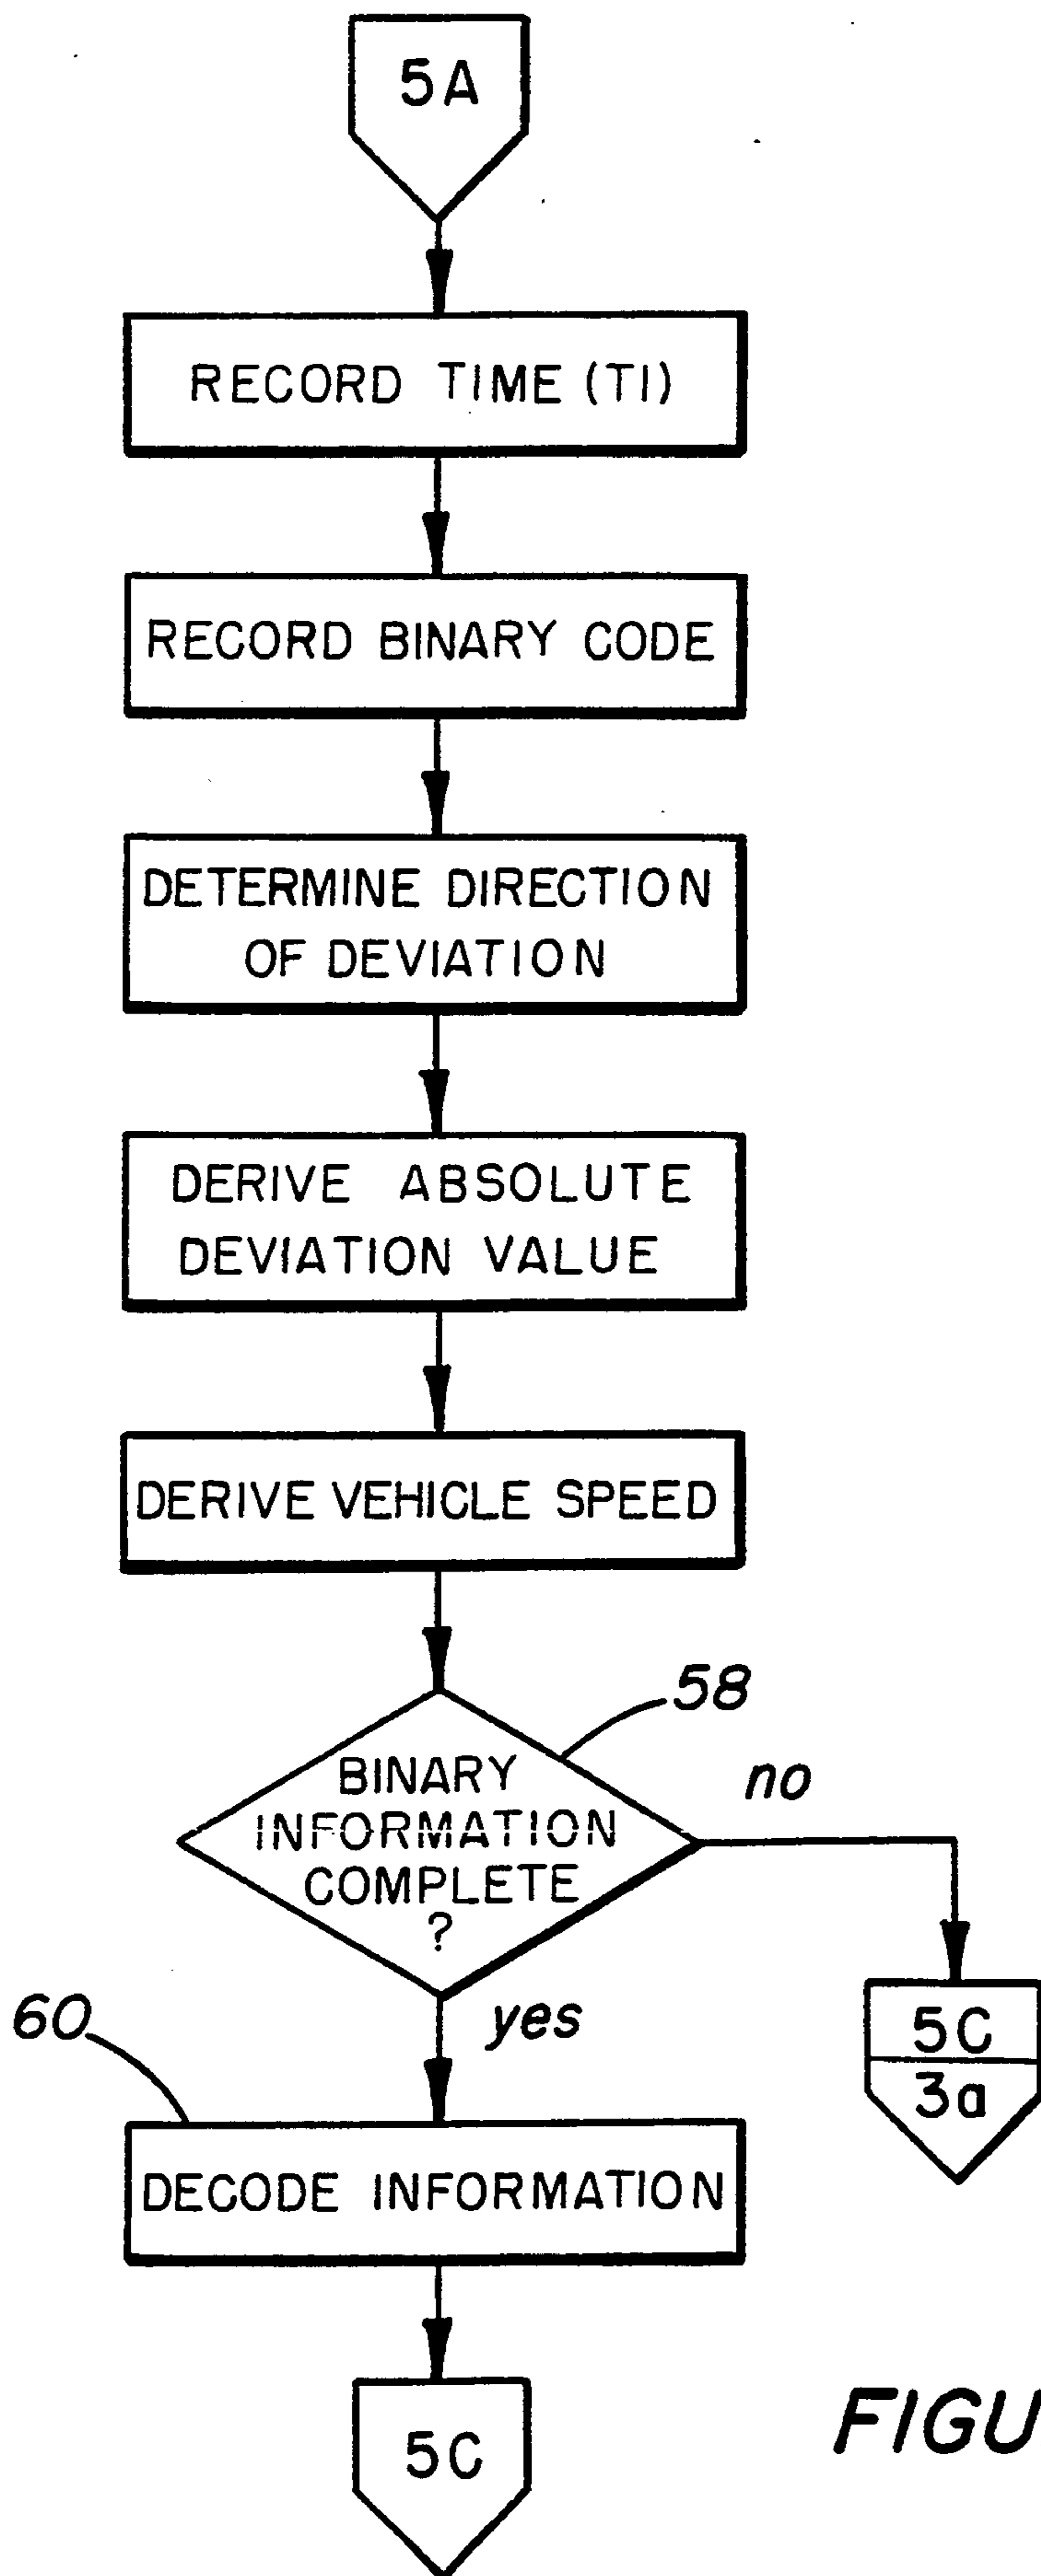 5A
RECORD TIME (T1)
RECORD BINARY CODE
DETERMINE DIRECTION
OF DEVIATION
DERIVE ABSOLUTE
DEVIATION VALUE
DERIVE VEHICLE SPEED
58
BINARY
INFORMATION
COMPLETE
?
no
yes
5C
3a
60
DECODE INFORMATION
5C
FIGU